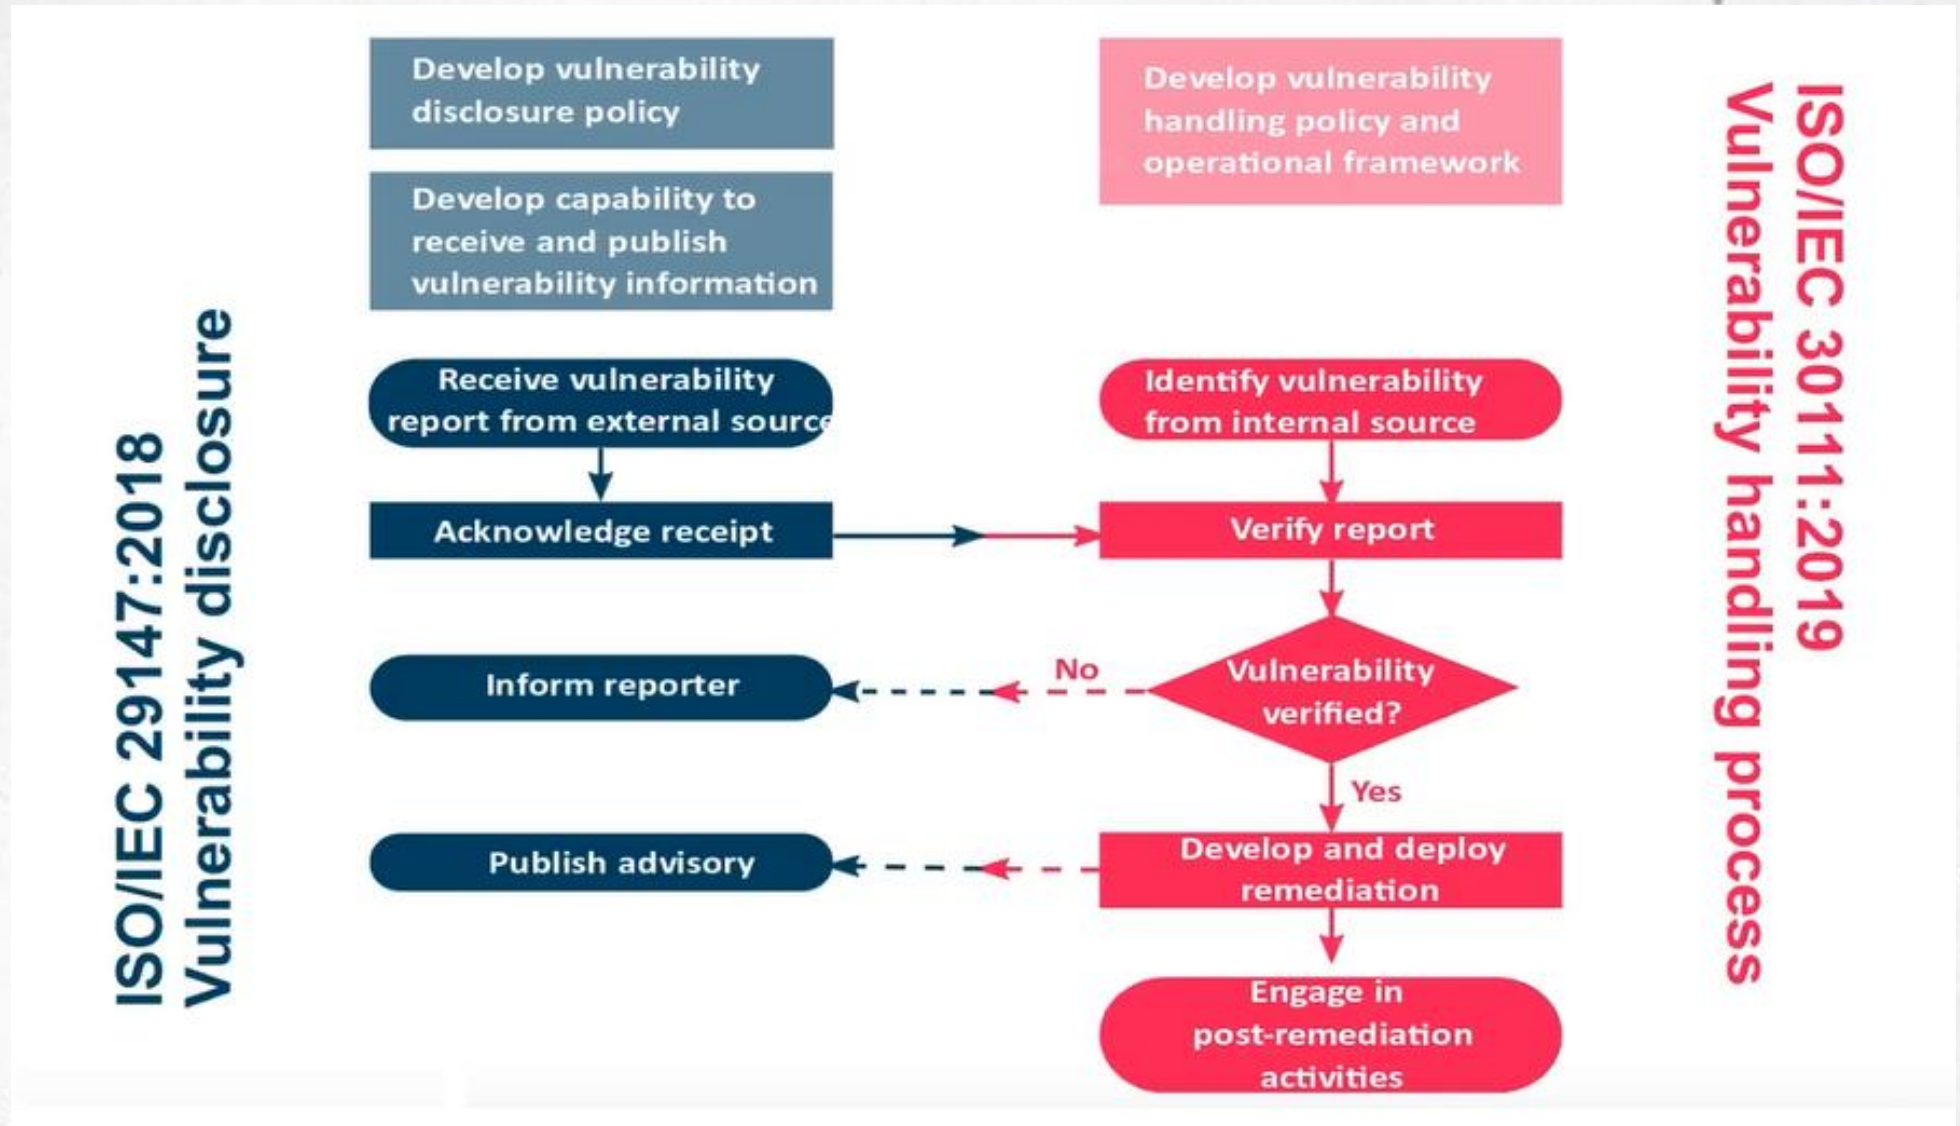 ISO/IEC 29147:2018
Vulnerability disclosure
Develop vulnerability
disclosure policy
Develop capability to
receive and publish
vulnerability information
Receive vulnerability
report from external source
Acknowledge receipt
Inform reporter
Publish advisory
Develop vulnerability
handling policy and
operational framework
Identify vulnerability
from internal source
Verify report
Vulnerability
verified?
No
Yes
Develop and deploy
remediation
Engage in
post-remediation
activities
ISO/IEC 30111:2019
Vulnerability handling process